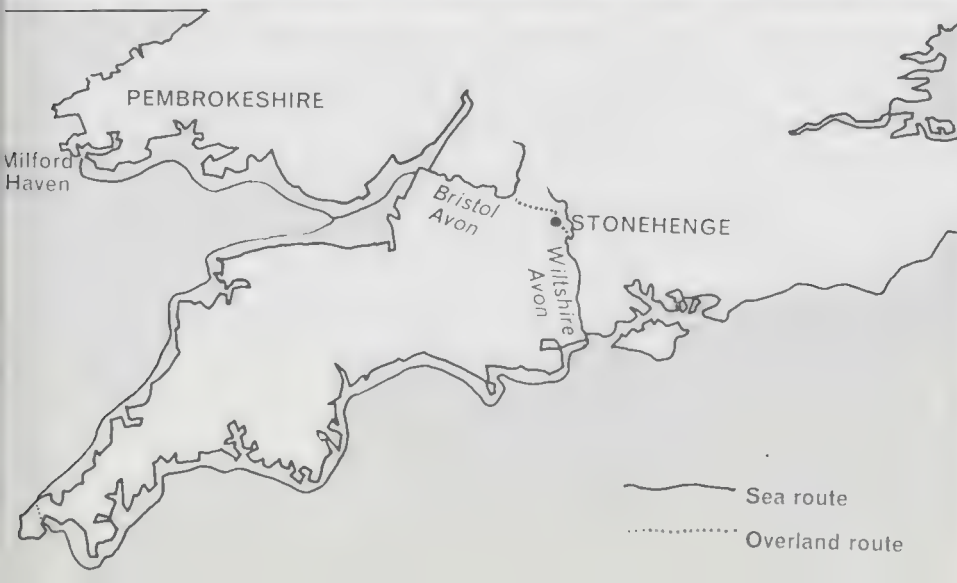 PEMBROKESHIRE
Milford
Haven
Bristol
Avon
STONEHENGE
Wiltshire
Avon
Sea route
Overland route